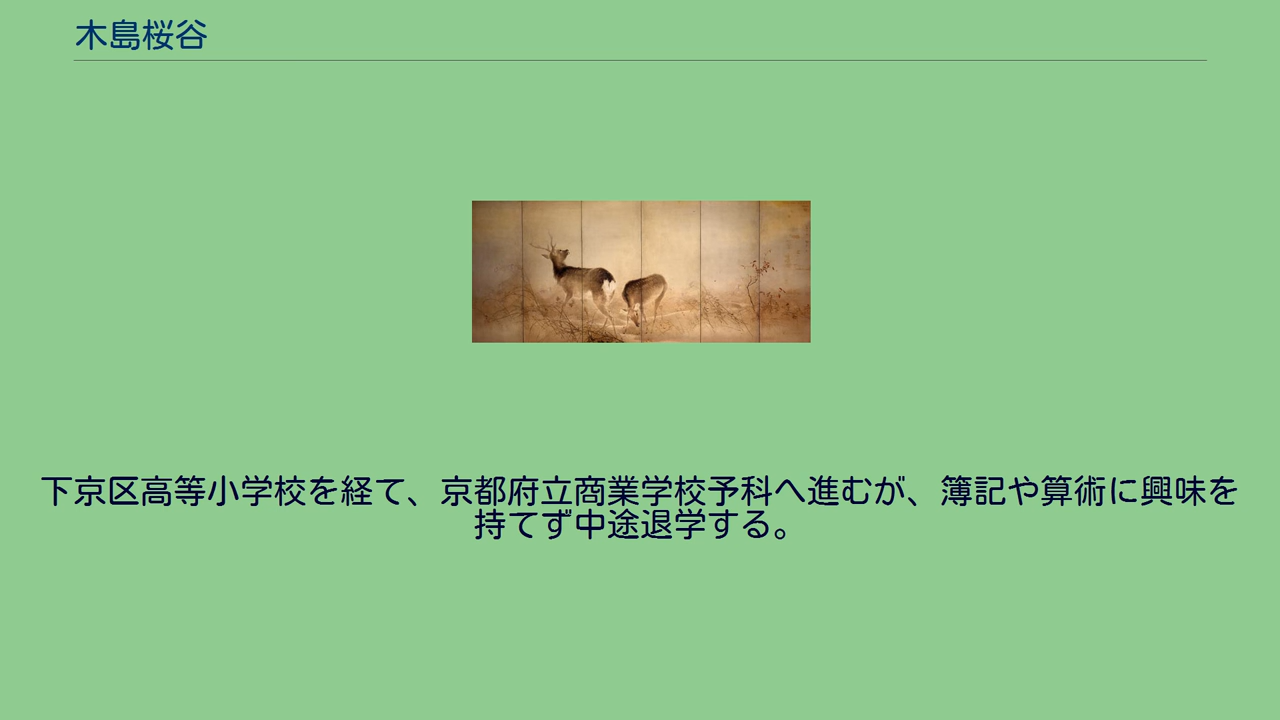 木島桜谷
下京区高等小学校を経て、京都府立商業学校予科へ進むが、簿記や算術に興味を
持てず中途退学する。